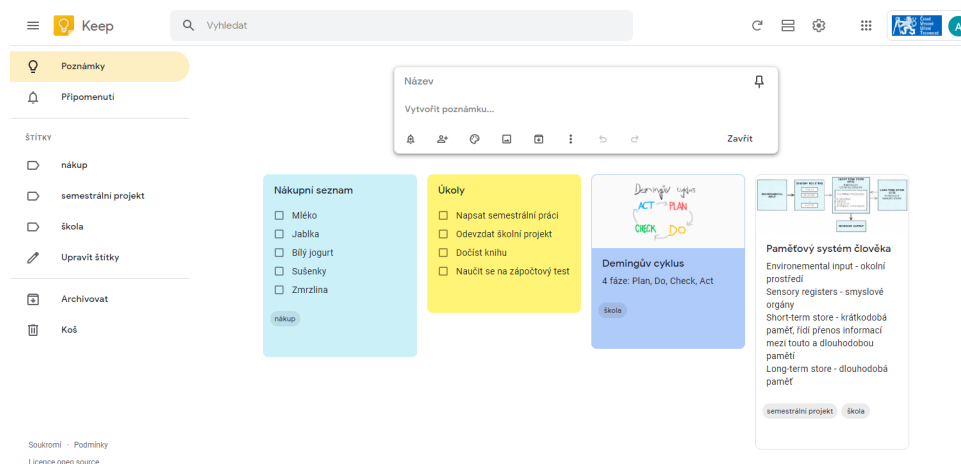 Keep
Vyhledat
Poznámky
Připomenutí
ŠTÍTKY
nákup
semestrální projekt
škola
Upravit štítky
Archivovat
Koš
Soukromí · Podmínky
Licence open source
Název
Vytvořit poznámku...
Zavřít
Nákupní seznam
Mléko
Jablka
Bílý jogurt
Sušenky
Zmrzlina
nákup
Úkoly
Napsat semestrální práci
Odevzdat školní projekt
Dočíst knihu
Naučit se na zápočtový test
Demingův cyklus
ACT → PLAN
CHECK DO
Demingův cyklus
4 fáze: Plan, Do, Check, Act
škola
Paměťový systém člověka
Environemental input - okolní
prostředí
Sensory registers - smyslové
orgány
Short-term store - krátkodobá
paměť, řídí přenos informací
mezi touto a dlouhodobou
pamětí
Long-term store - dlouhodobá
paměť
semestrální projekt škola